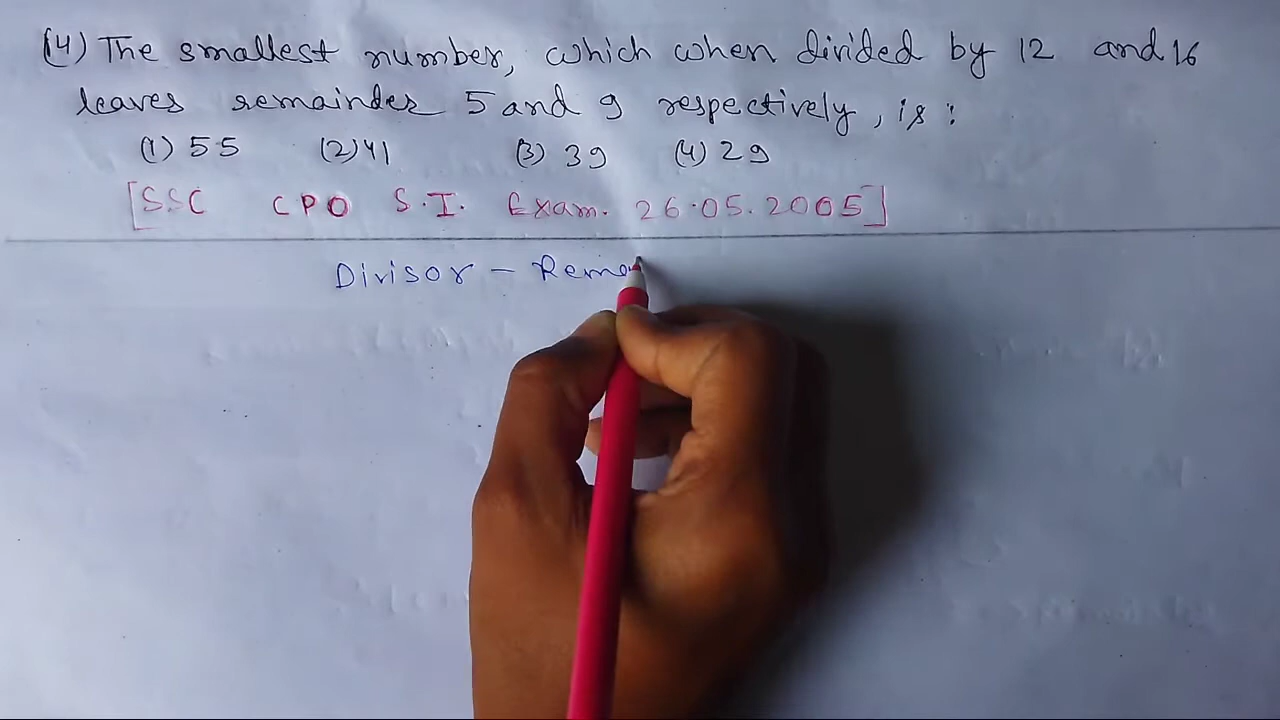 (4) The smallest number, which when divided by 12 and 16
leaves remainder 5 and 9 respectively, is:
(1) 55 (2) 41 (3) 39 (4) 29
[SSC CPO S.I. Exam. 26.05.2005]
Divisor - Rema